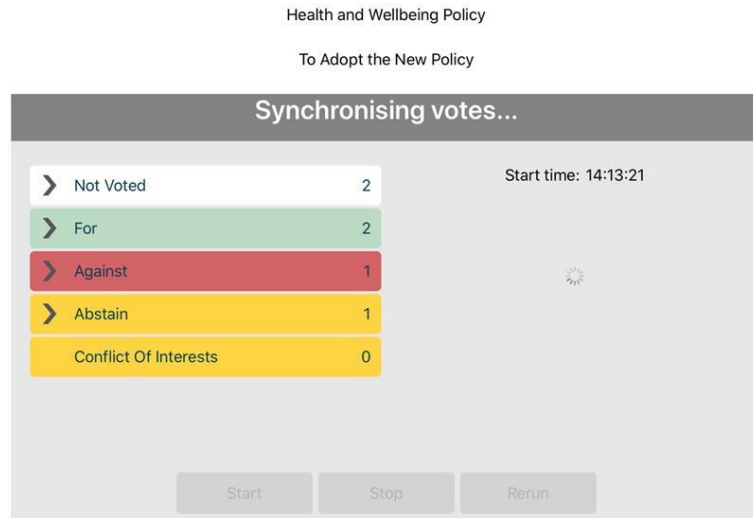 Health and Wellbeing Policy
To Adopt the New Policy
Synchronising votes...
Not Voted 2
Start time: 14:13:21
For 2
Against 1
Abstain 1
Conflict Of Interests 0
Start Stop Rerun